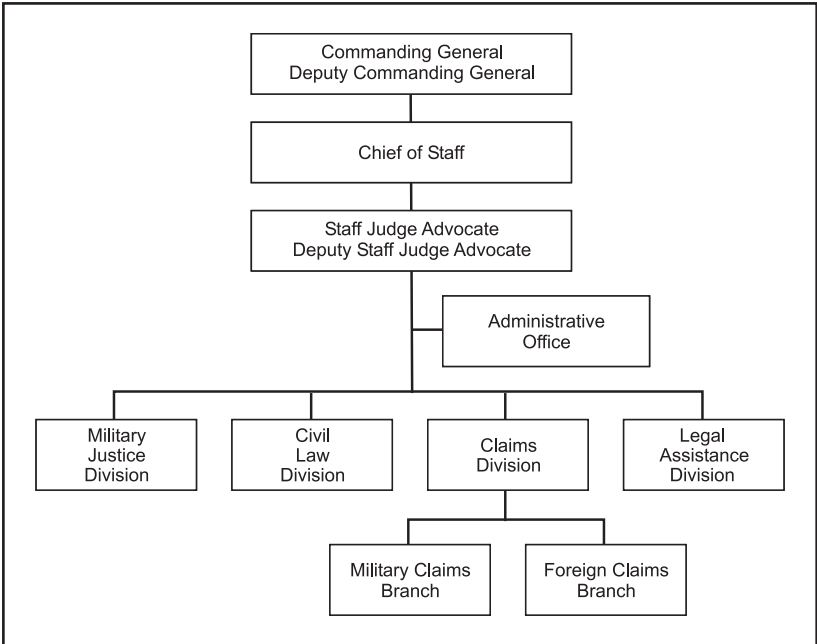 Commanding General
Deputy Commanding General
Chief of Staff
Staff Judge Advocate
Deputy Staff Judge Advocate
Administrative
Office
Military
Justice
Division
Civil
Law
Division
Claims
Division
Legal
Assistance
Division
Military Claims
Branch
Foreign Claims
Branch